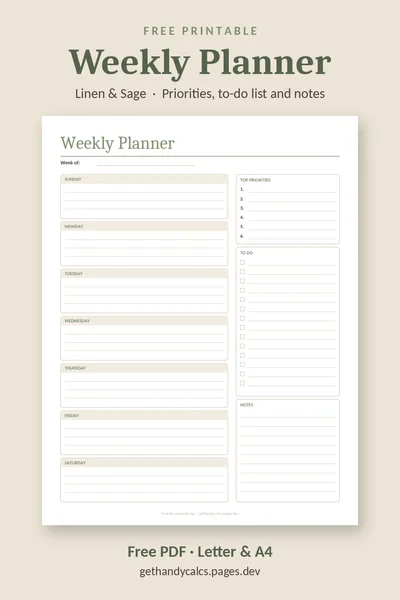 FREE PRINTABLE
Weekly Planner
Linen & Sage · Priorities, to-do list and notes
Weekly Planner
Week of:
SUNDAY
MONDAY
TUESDAY
WEDNESDAY
THURSDAY
FRIDAY
SATURDAY
TOP PRIORITIES
1.
2.
3.
4.
5.
6.
TO DO
NOTES
Free PDF · Letter & A4
gethandycalcs.pages.dev